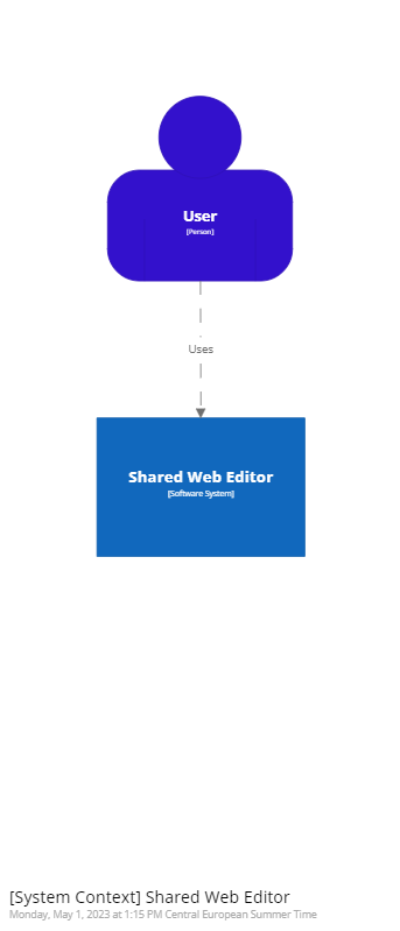 User
[Person]
Uses
Shared Web Editor
[Software System]
[System Context] Shared Web Editor
Monday, May 1, 2023 at 1:15 PM Central European Summer Time